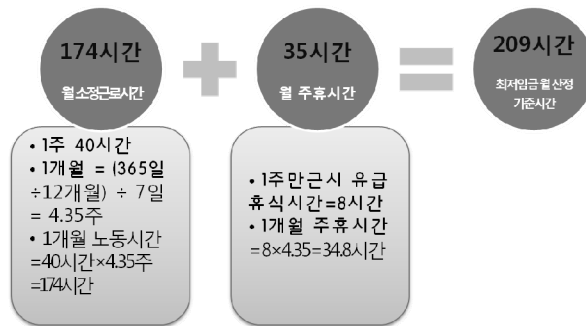 174시간
월 소정근로시간
35시간
월 주휴시간
209시간
최저임금 월 산정
기준시간
• 1주 40시간
• 1개월 = (365일
÷12개월) ÷ 7일
= 4.35주
• 1개월 노동시간
=40시간×4.35주
=174시간
• 1주만근시 유급
휴식시간=8시간
• 1개월 주휴시간
=8×4.35=34.8시간